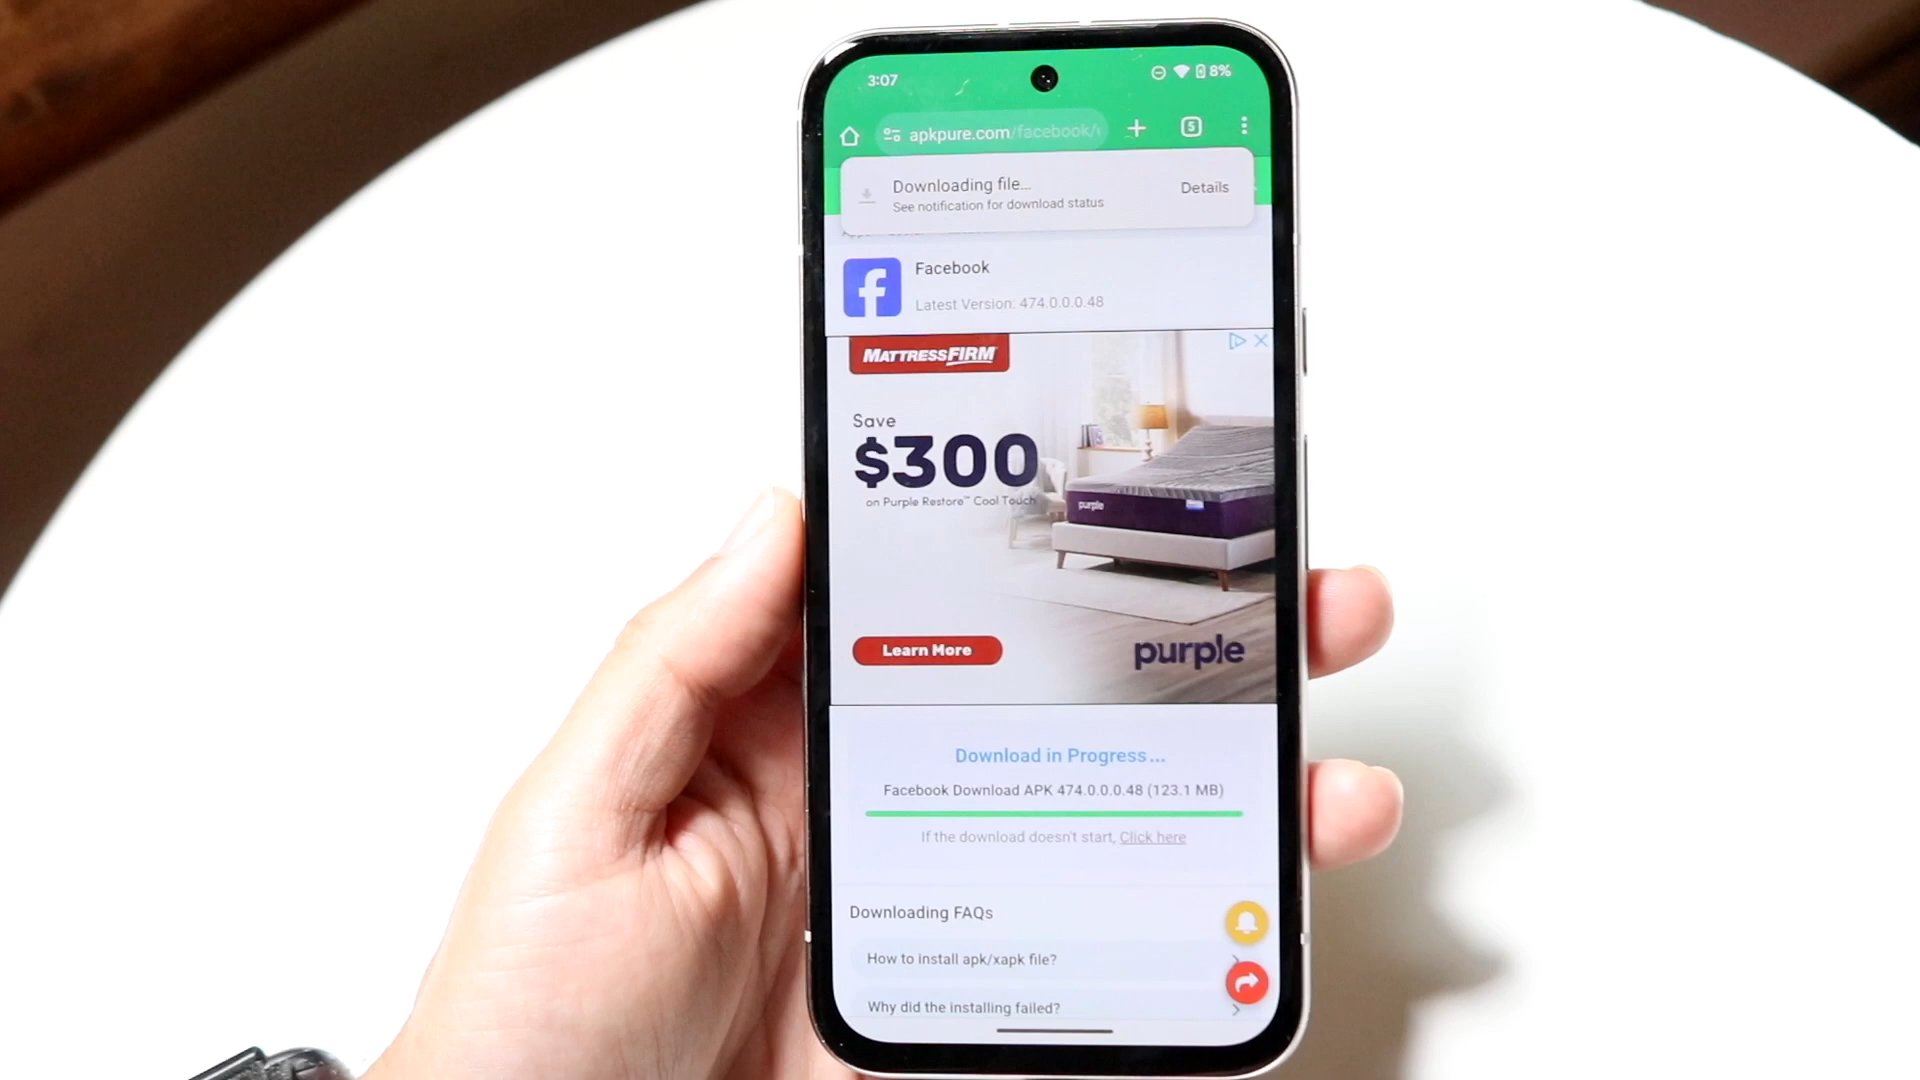 3:07
8%
apkpure.com/facebook/
5
Downloading file...
Details
See notification for download status
Facebook
Latest Version: 474.0.0.0.48
MATTRESSFIRM
Save
$300
on Purple Restore™ Cool Touch
purple
Learn More
purple
Download in Progress...
Facebook Download APK 474.0.0.0.48 (123.1 MB)
If the download doesn't start, Click here
Downloading FAQs
How to install apk/xapk file?
Why did the installing failed?